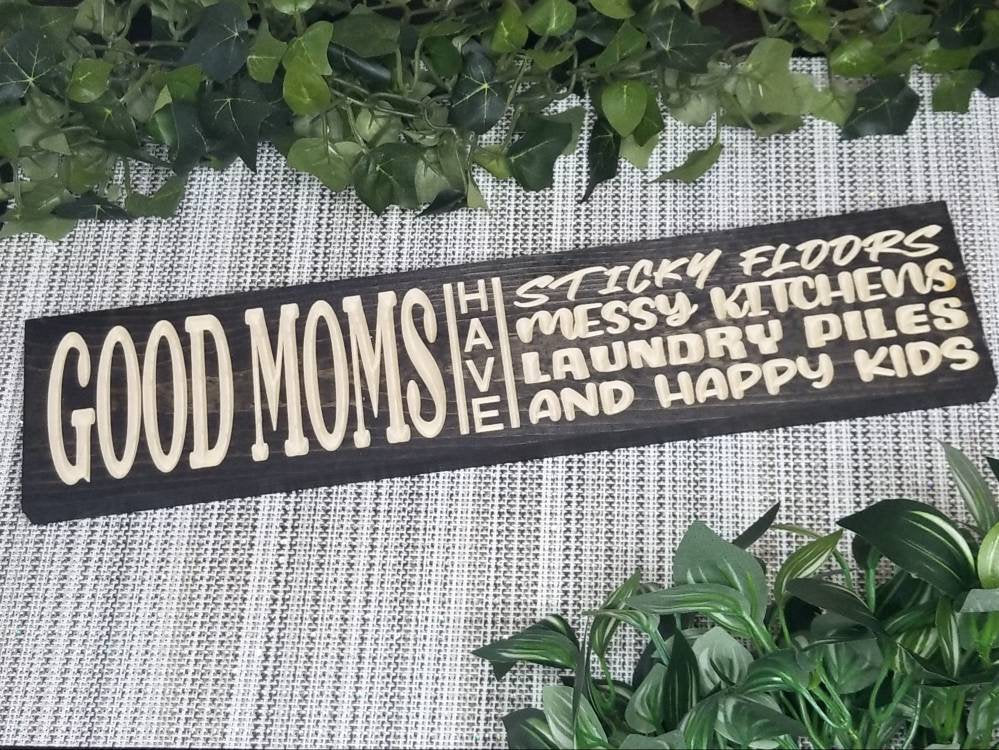 GOOD MOMS
HAVE
STICKY FLOORS
MESSY KITCHENS
LAUNDRY PILES
AND HAPPY KIDS